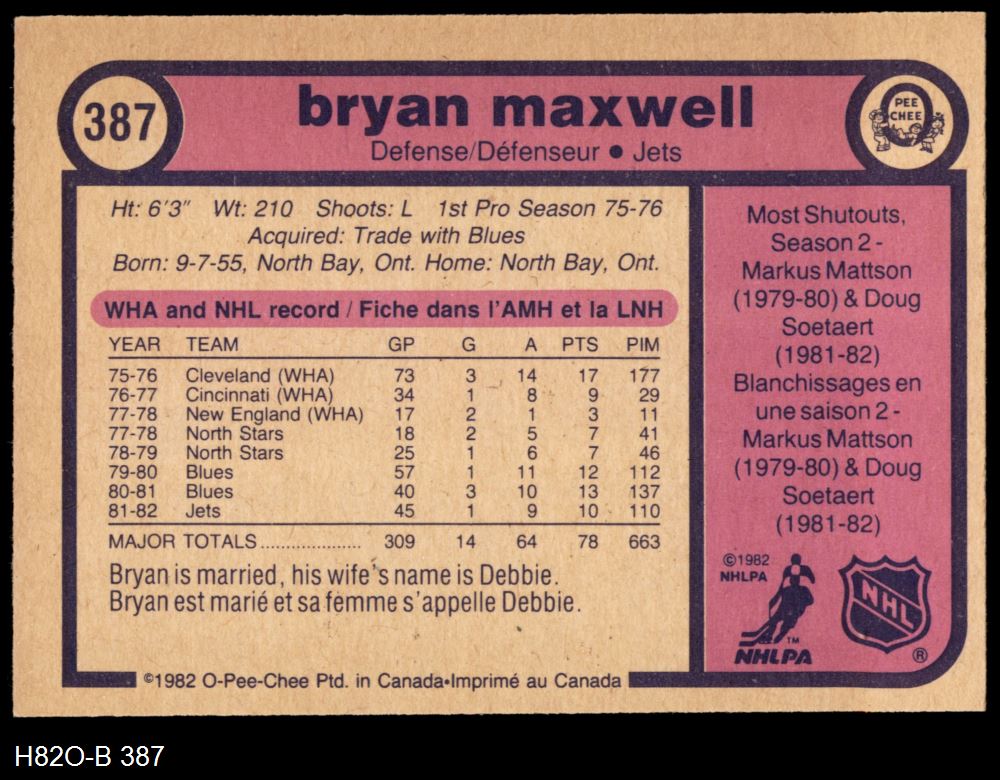 387
bryan maxwell
Defense/Défenseur ● Jets
O
PEE
CHEE
Ht: 6'3" Wt: 210 Shoots: L 1st Pro Season 75-76
Acquired: Trade with Blues
Born: 9-7-55, North Bay, Ont. Home: North Bay, Ont.
WHA and NHL record / Fiche dans l'AMH et la LNH
YEAR TEAM GP G A PTS PIM
75-76 Cleveland (WHA) 73 3 14 17 177
76-77 Cincinnati (WHA) 34 1 8 9 29
77-78 New England (WHA) 17 2 1 3 11
77-78 North Stars 18 2 5 7 41
78-79 North Stars 25 1 6 7 46
79-80 Blues 57 1 11 12 112
80-81 Blues 40 3 10 13 137
81-82 Jets 45 1 9 10 110
MAJOR TOTALS................... 309 14 64 78 663
Bryan is married, his wife's name is Debbie.
Bryan est marié et sa femme s'appelle Debbie.
©1982 O-Pee-Chee Ptd. in Canada•Imprimé au Canada
Most Shutouts,
Season 2 -
Markus Mattson
(1979-80) & Doug
Soetaert
(1981-82)
Blanchissages en
une saison 2 -
Markus Mattson
(1979-80) & Doug
Soetaert
(1981-82)
©1982
NHLPA
TM
NHLPA
NHL
®
H82O-B 387